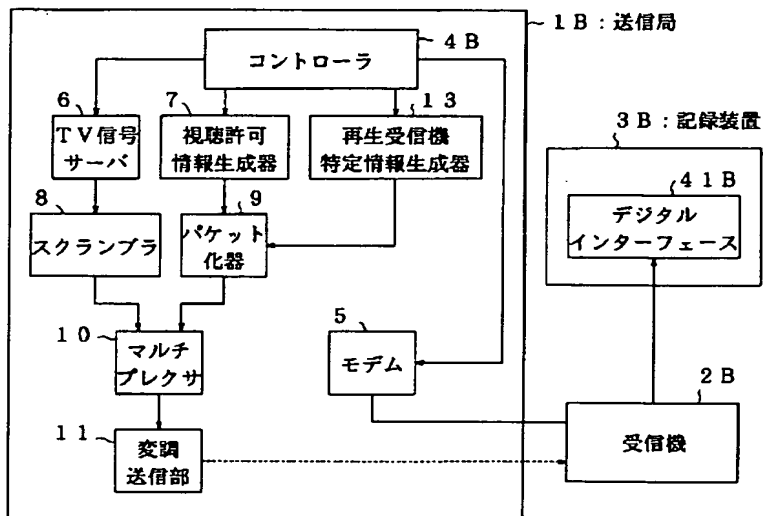 4B
1B：送信局
コントローラ
6
7
13
TV信号
サーバ
視聴許可
情報生成器
再生受信機
特定情報生成器
3B：記録装置
41B
デジタル
インターフェース
8
スクランブラ
9
パケット
化器
10
マルチ
プレクサ
5
モデム
2B
受信機
11
変調
送信部